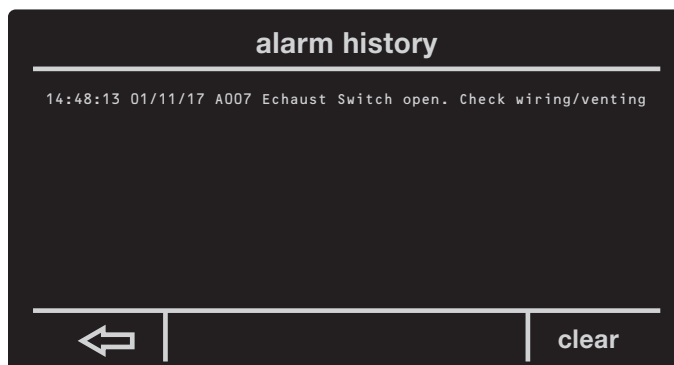 alarm history
14:48:13 01/11/17 A007 Echaust Switch open. Check wiring/venting
clear